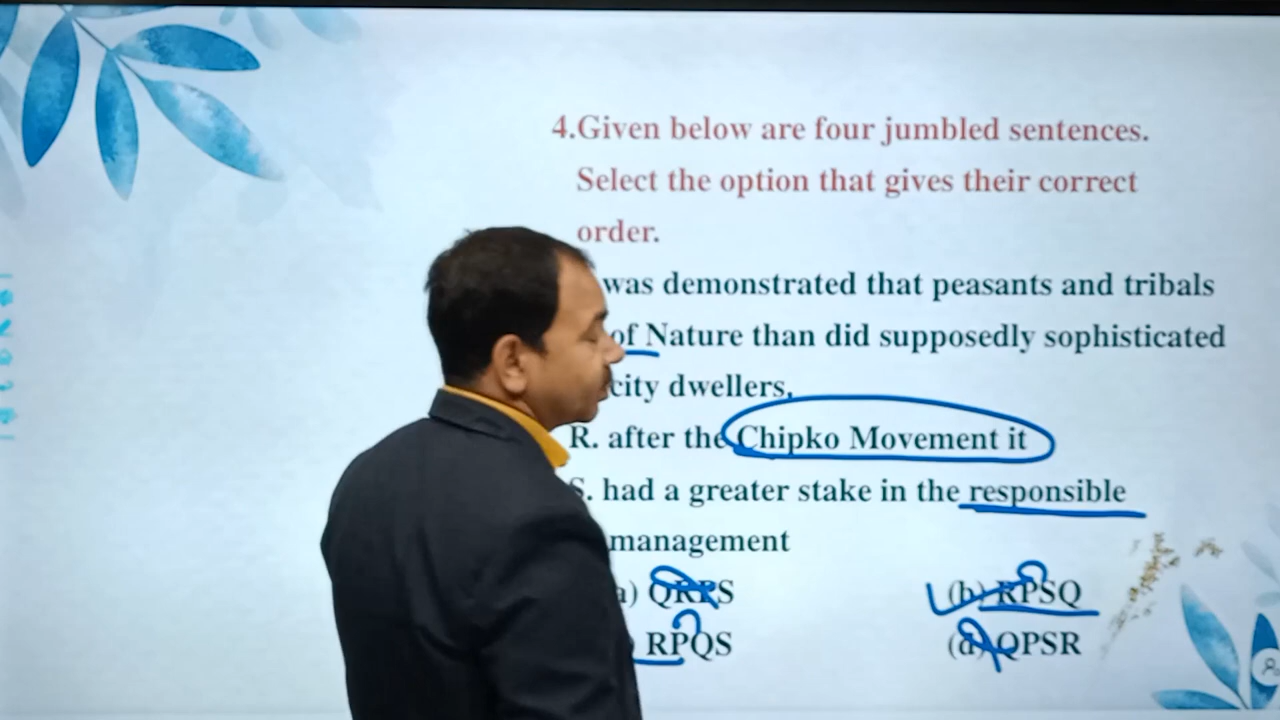 4.Given below are four jumbled sentences.
Select the option that gives their correct
order.
was demonstrated that peasants and tribals
of Nature than did supposedly sophisticated
city dwellers,
R. after the Chipko Movement it
S. had a greater stake in the responsible
management
a) QRPS (b) RPSQ
) RPQS (d) QPSR